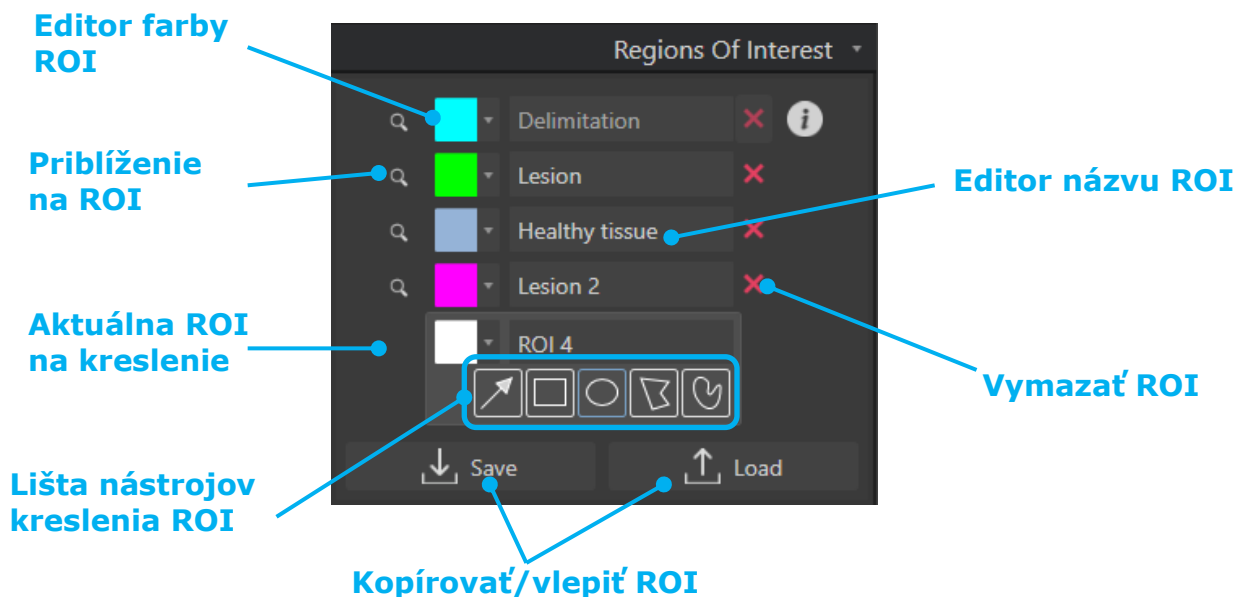 Editor farby
ROI
Regions Of Interest
Delimitation
Priblíženie
na ROI
Lesion
Editor názvu ROI
Healthy tissue
Lesion 2
Aktuálna ROI
na kreslenie
ROI 4
Vymazať ROI
Lišta nástrojov
kreslenia ROI
Save
Load
Kopírovať/vlepiť ROI